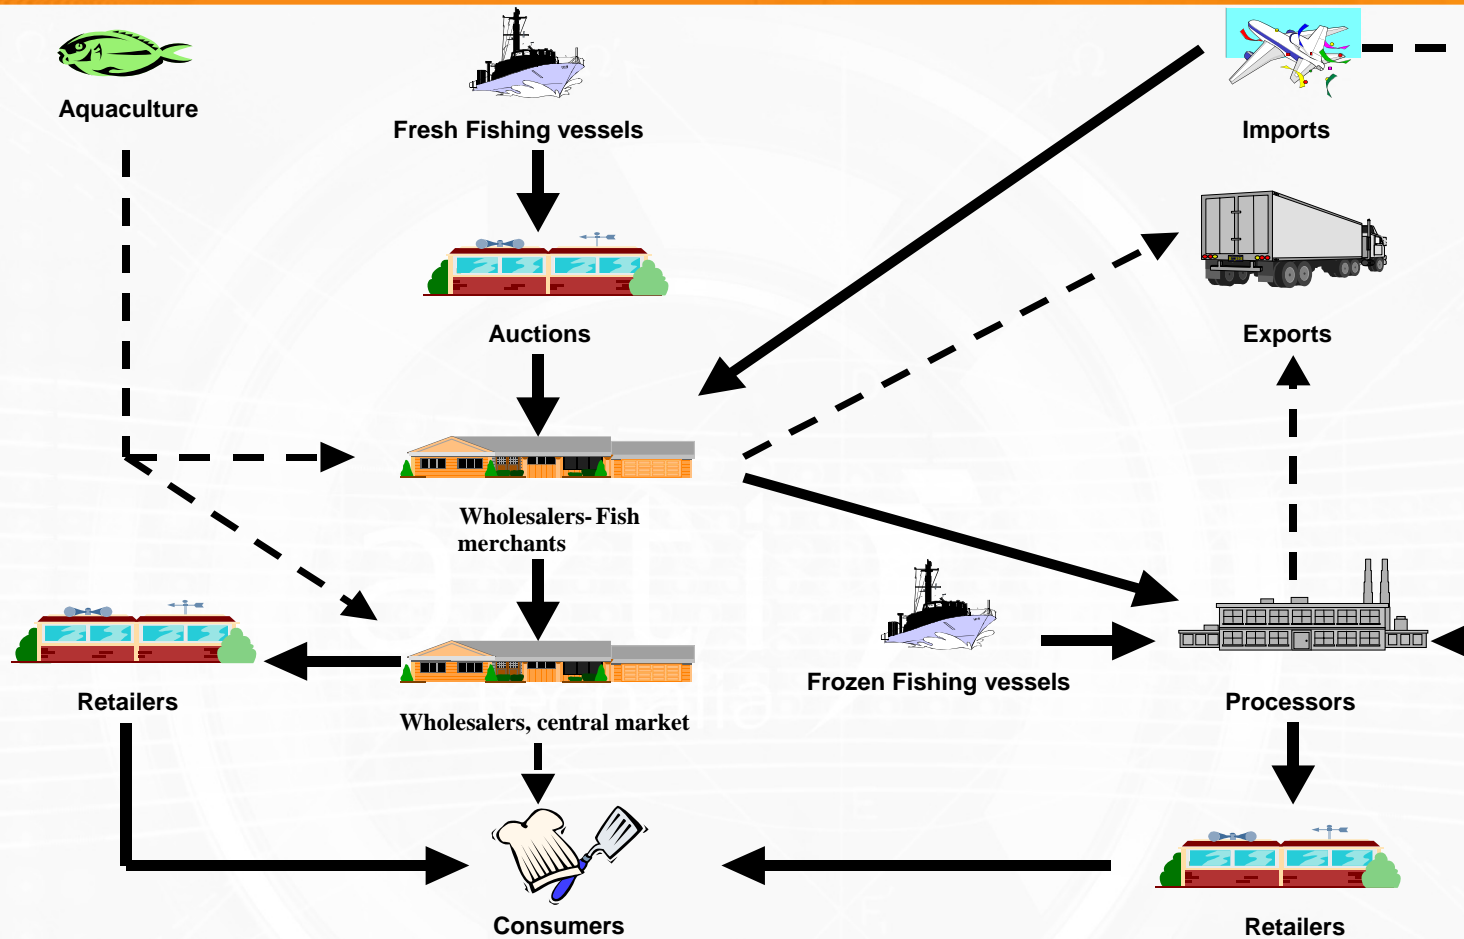 Aquaculture
Fresh Fishing vessels
Imports
Auctions
Exports
Wholesalers- Fish
merchants
Retailers
Wholesalers, central market
Frozen Fishing vessels
Processors
Consumers
Retailers